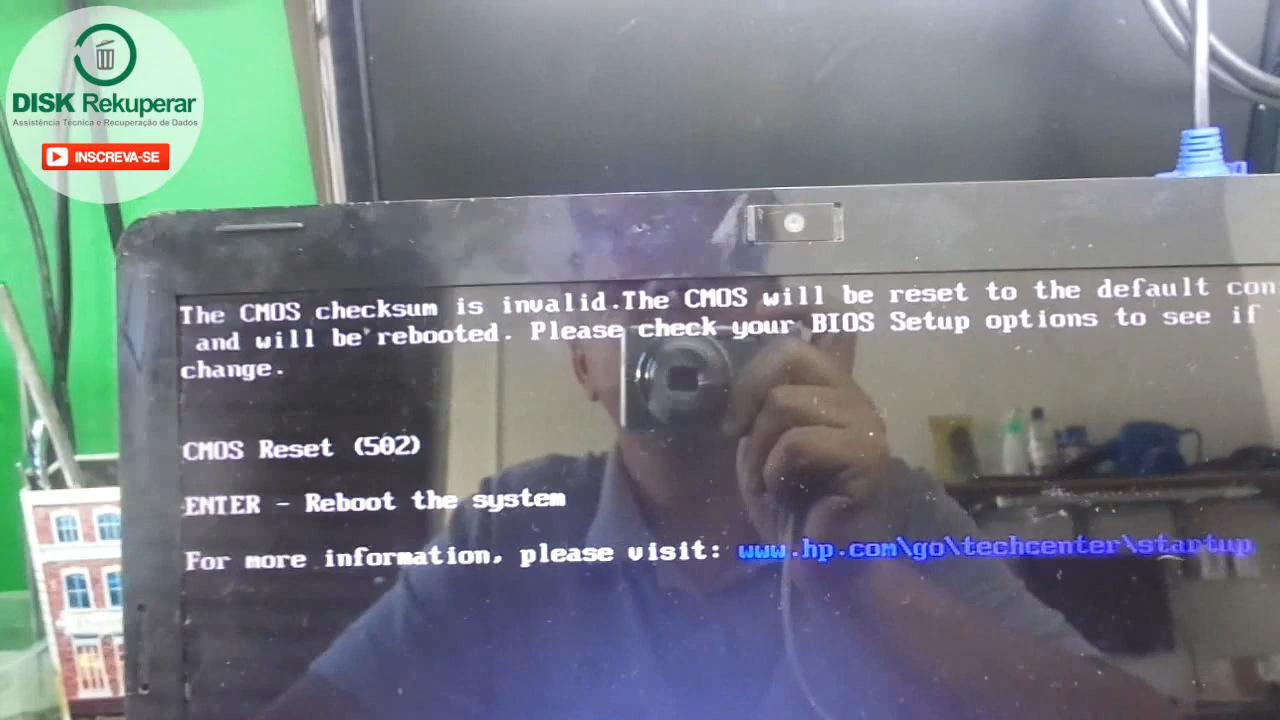 DISK Rekuperar
Assistência Técnica e Recuperação de Dados
INSCREVA-SE
The CMOS checksum is invalid.The CMOS will be reset to the default con
and will be rebooted. Please check your BIOS Setup options to see if
change.
CMOS Reset (502)
ENTER - Reboot the system
For more information, please visit: www.hp.com\go\techcenter\startup